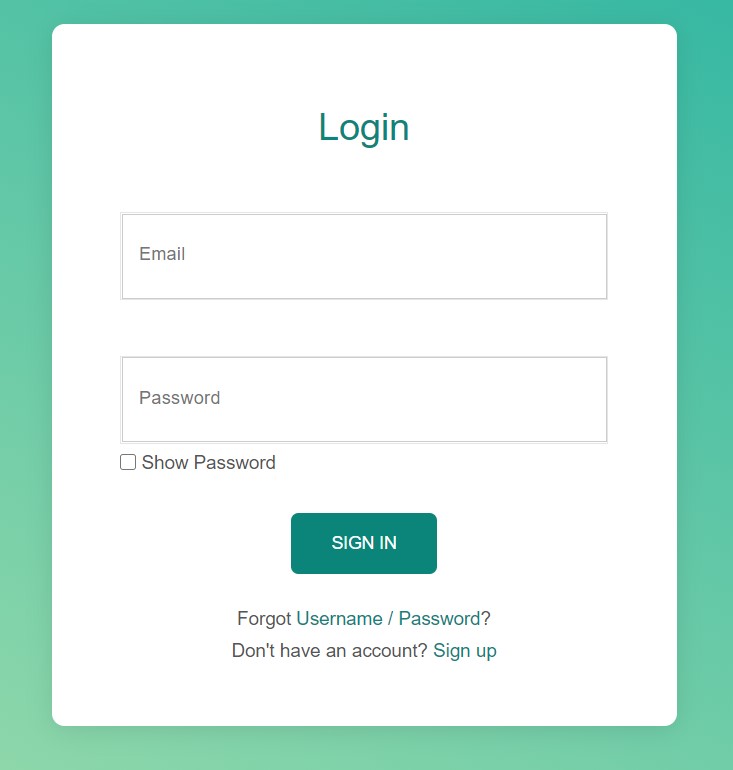 Login
Email
Password
Show Password
SIGN IN
Forgot Username / Password?
Don't have an account? Sign up